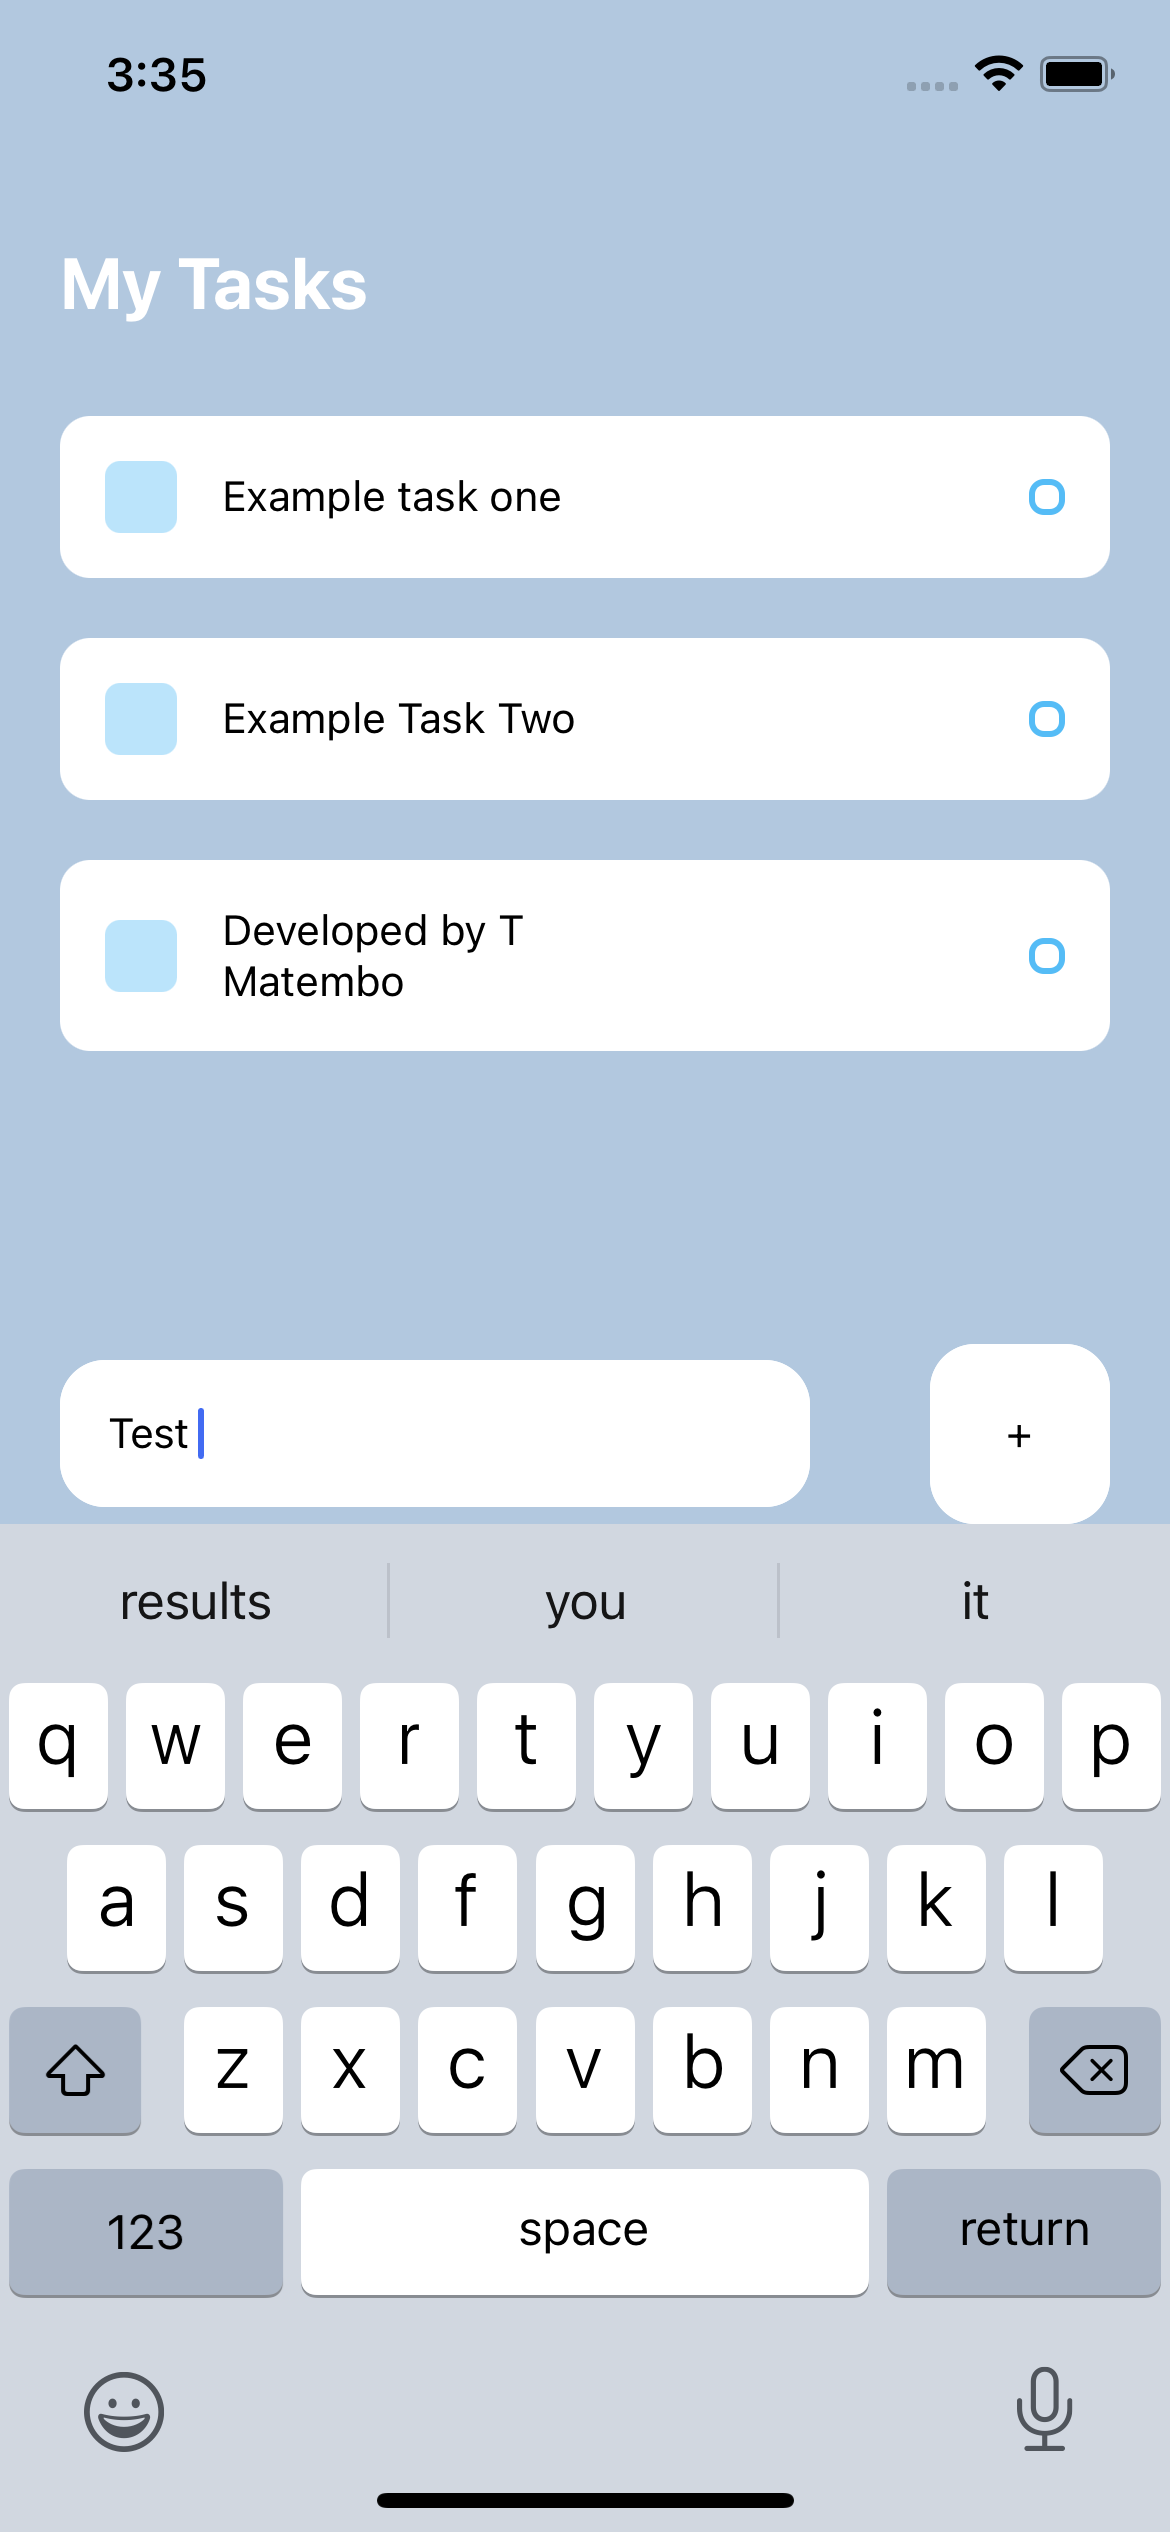 3:35
My Tasks
Example task one
Example Task Two
Developed by T
Matembo
Test
+
results you it
q w e r t y u i o p
a s d f g h j k l
z x c v b n m
123 space return